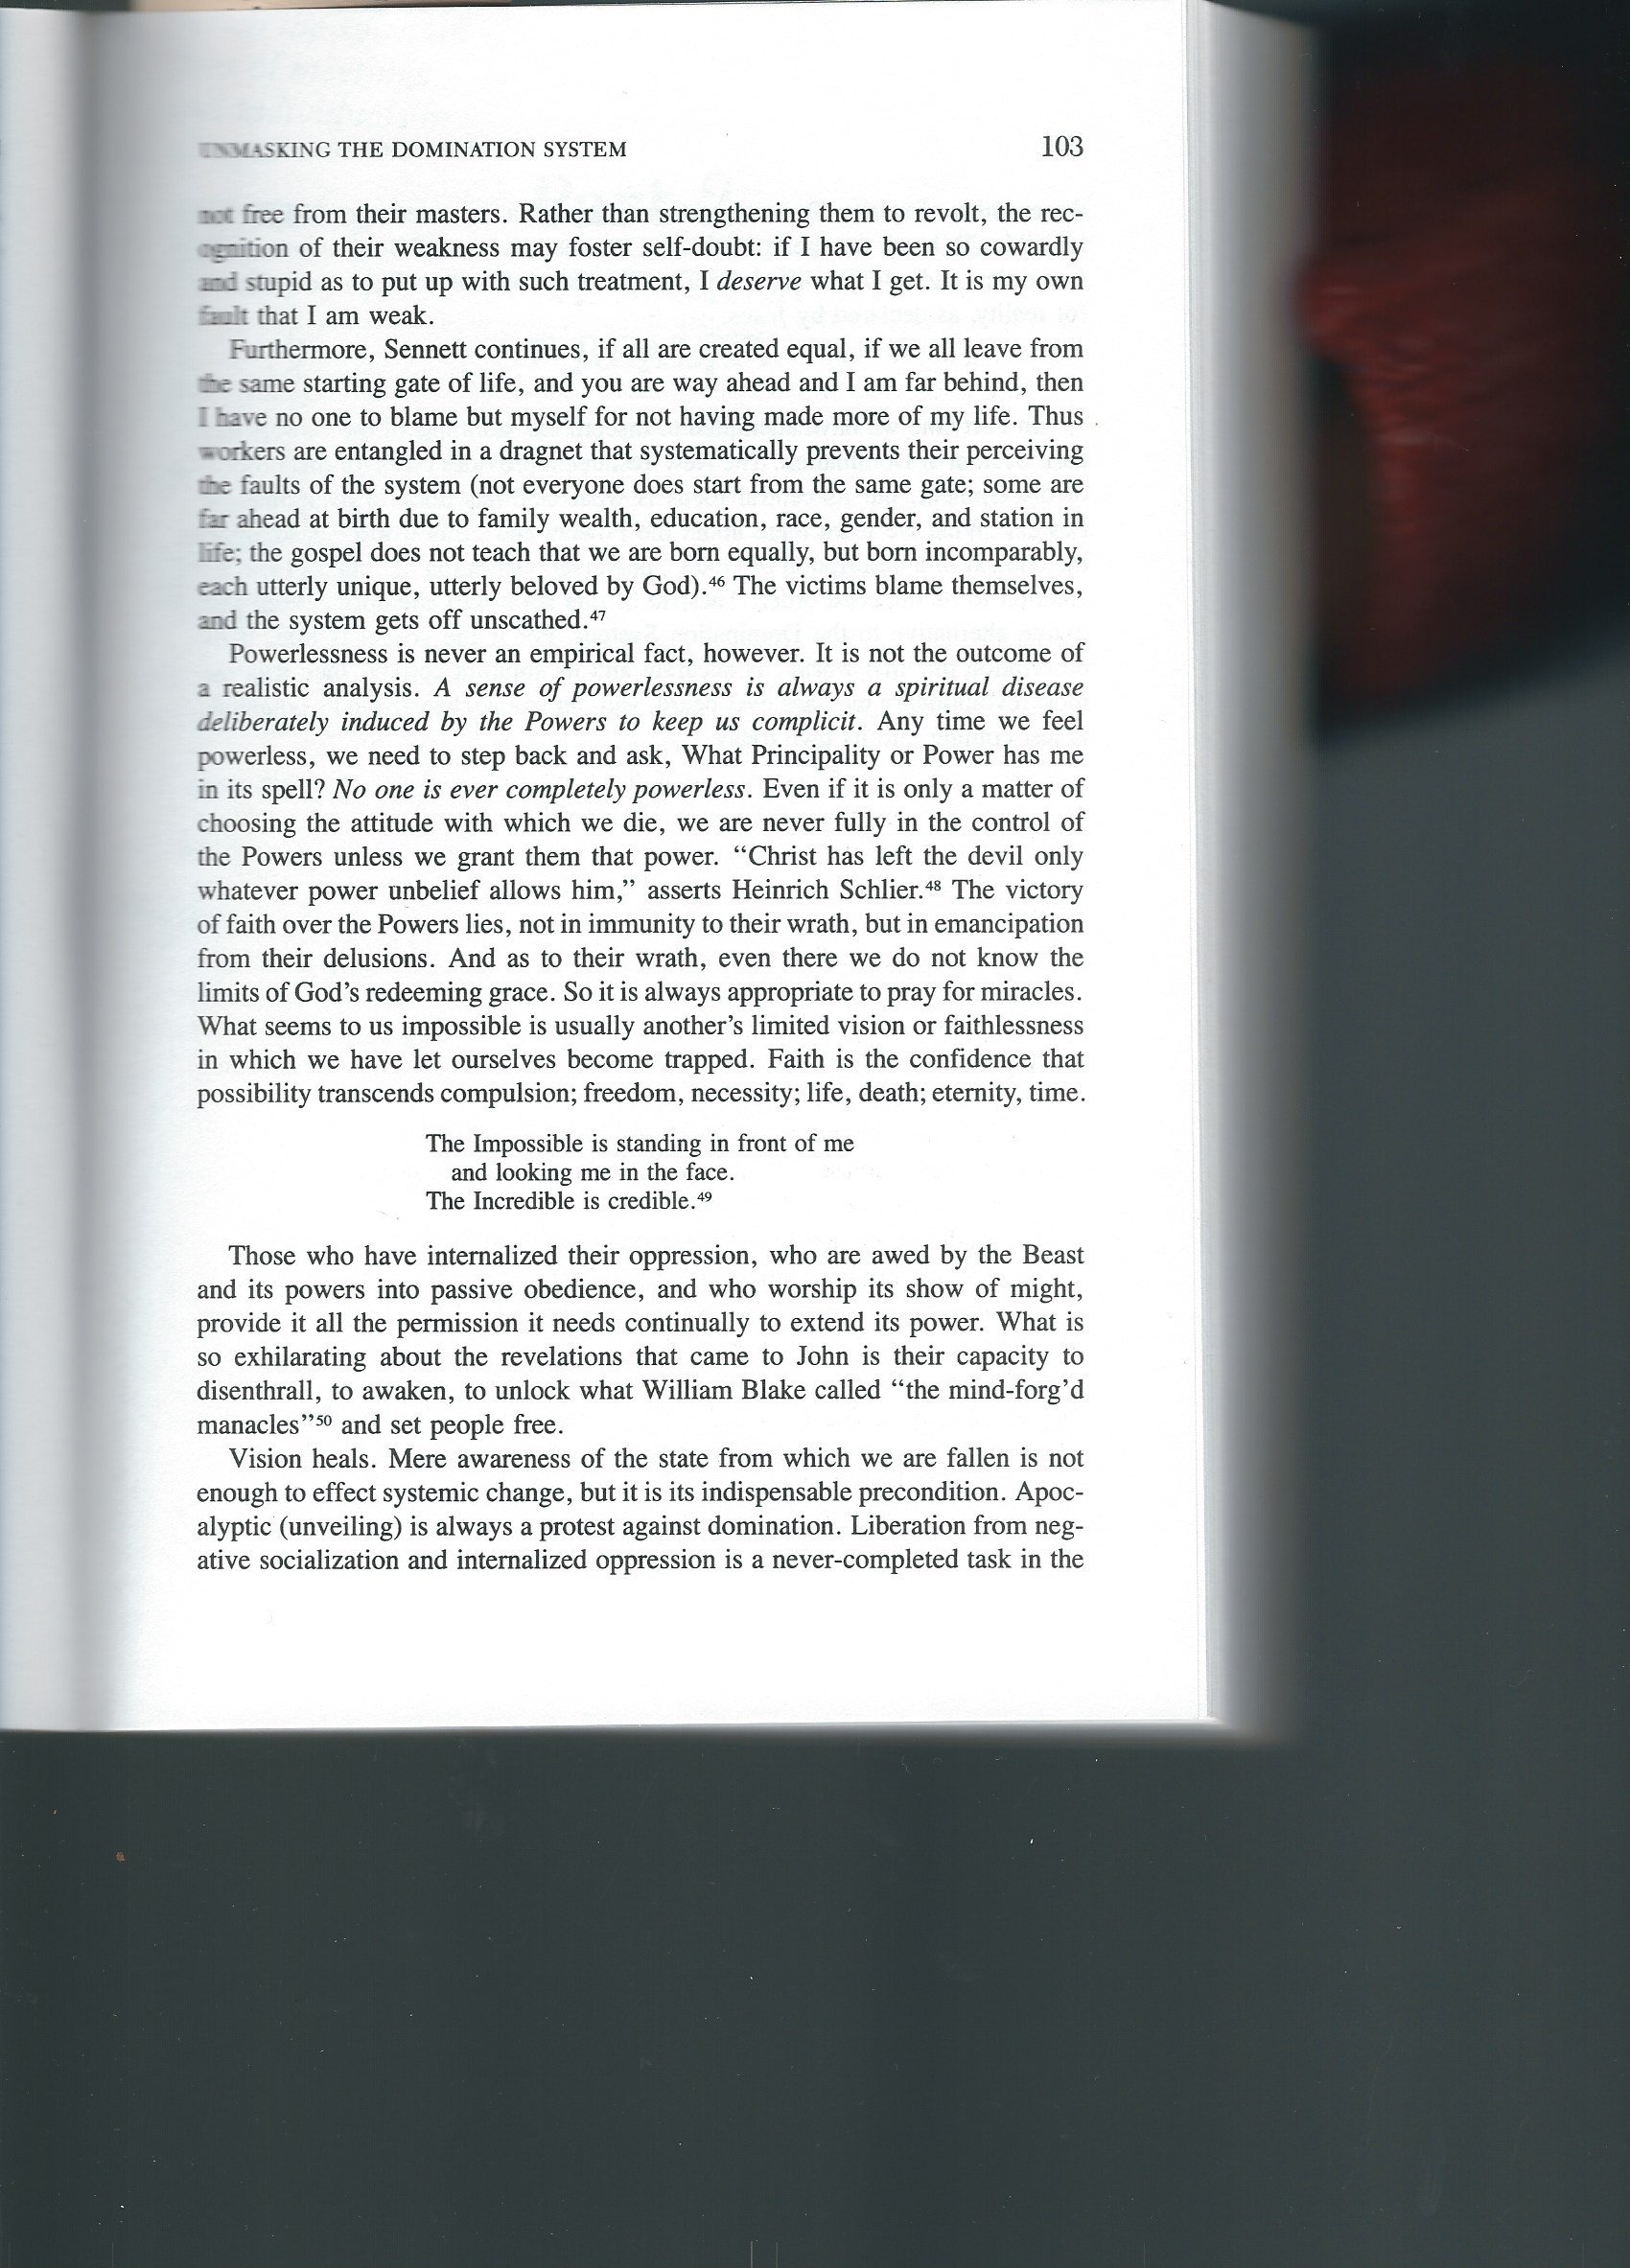 UNMASKING THE DOMINATION SYSTEM 103
not free from their masters. Rather than strengthening them to revolt, the rec-
ognition of their weakness may foster self-doubt: if I have been so cowardly
and stupid as to put up with such treatment, I deserve what I get. It is my own
fault that I am weak.
Furthermore, Sennett continues, if all are created equal, if we all leave from
the same starting gate of life, and you are way ahead and I am far behind, then
I have no one to blame but myself for not having made more of my life. Thus
workers are entangled in a dragnet that systematically prevents their perceiving
the faults of the system (not everyone does start from the same gate; some are
far ahead at birth due to family wealth, education, race, gender, and station in
life; the gospel does not teach that we are born equally, but born incomparably,
each utterly unique, utterly beloved by God).⁴⁶ The victims blame themselves,
and the system gets off unscathed.⁴⁷
Powerlessness is never an empirical fact, however. It is not the outcome of
a realistic analysis. A sense of powerlessness is always a spiritual disease
deliberately induced by the Powers to keep us complicit. Any time we feel
powerless, we need to step back and ask, What Principality or Power has me
in its spell? No one is ever completely powerless. Even if it is only a matter of
choosing the attitude with which we die, we are never fully in the control of
the Powers unless we grant them that power. “Christ has left the devil only
whatever power unbelief allows him,” asserts Heinrich Schlier.⁴⁸ The victory
of faith over the Powers lies, not in immunity to their wrath, but in emancipation
from their delusions. And as to their wrath, even there we do not know the
limits of God’s redeeming grace. So it is always appropriate to pray for miracles.
What seems to us impossible is usually another’s limited vision or faithlessness
in which we have let ourselves become trapped. Faith is the confidence that
possibility transcends compulsion; freedom, necessity; life, death; eternity, time.
The Impossible is standing in front of me
and looking me in the face.
The Incredible is credible.⁴⁹
Those who have internalized their oppression, who are awed by the Beast
and its powers into passive obedience, and who worship its show of might,
provide it all the permission it needs continually to extend its power. What is
so exhilarating about the revelations that came to John is their capacity to
disenthrall, to awaken, to unlock what William Blake called “the mind-forg’d
manacles”⁵⁰ and set people free.
Vision heals. Mere awareness of the state from which we are fallen is not
enough to effect systemic change, but it is its indispensable precondition. Apoc-
alyptic (unveiling) is always a protest against domination. Liberation from neg-
ative socialization and internalized oppression is a never-completed task in the